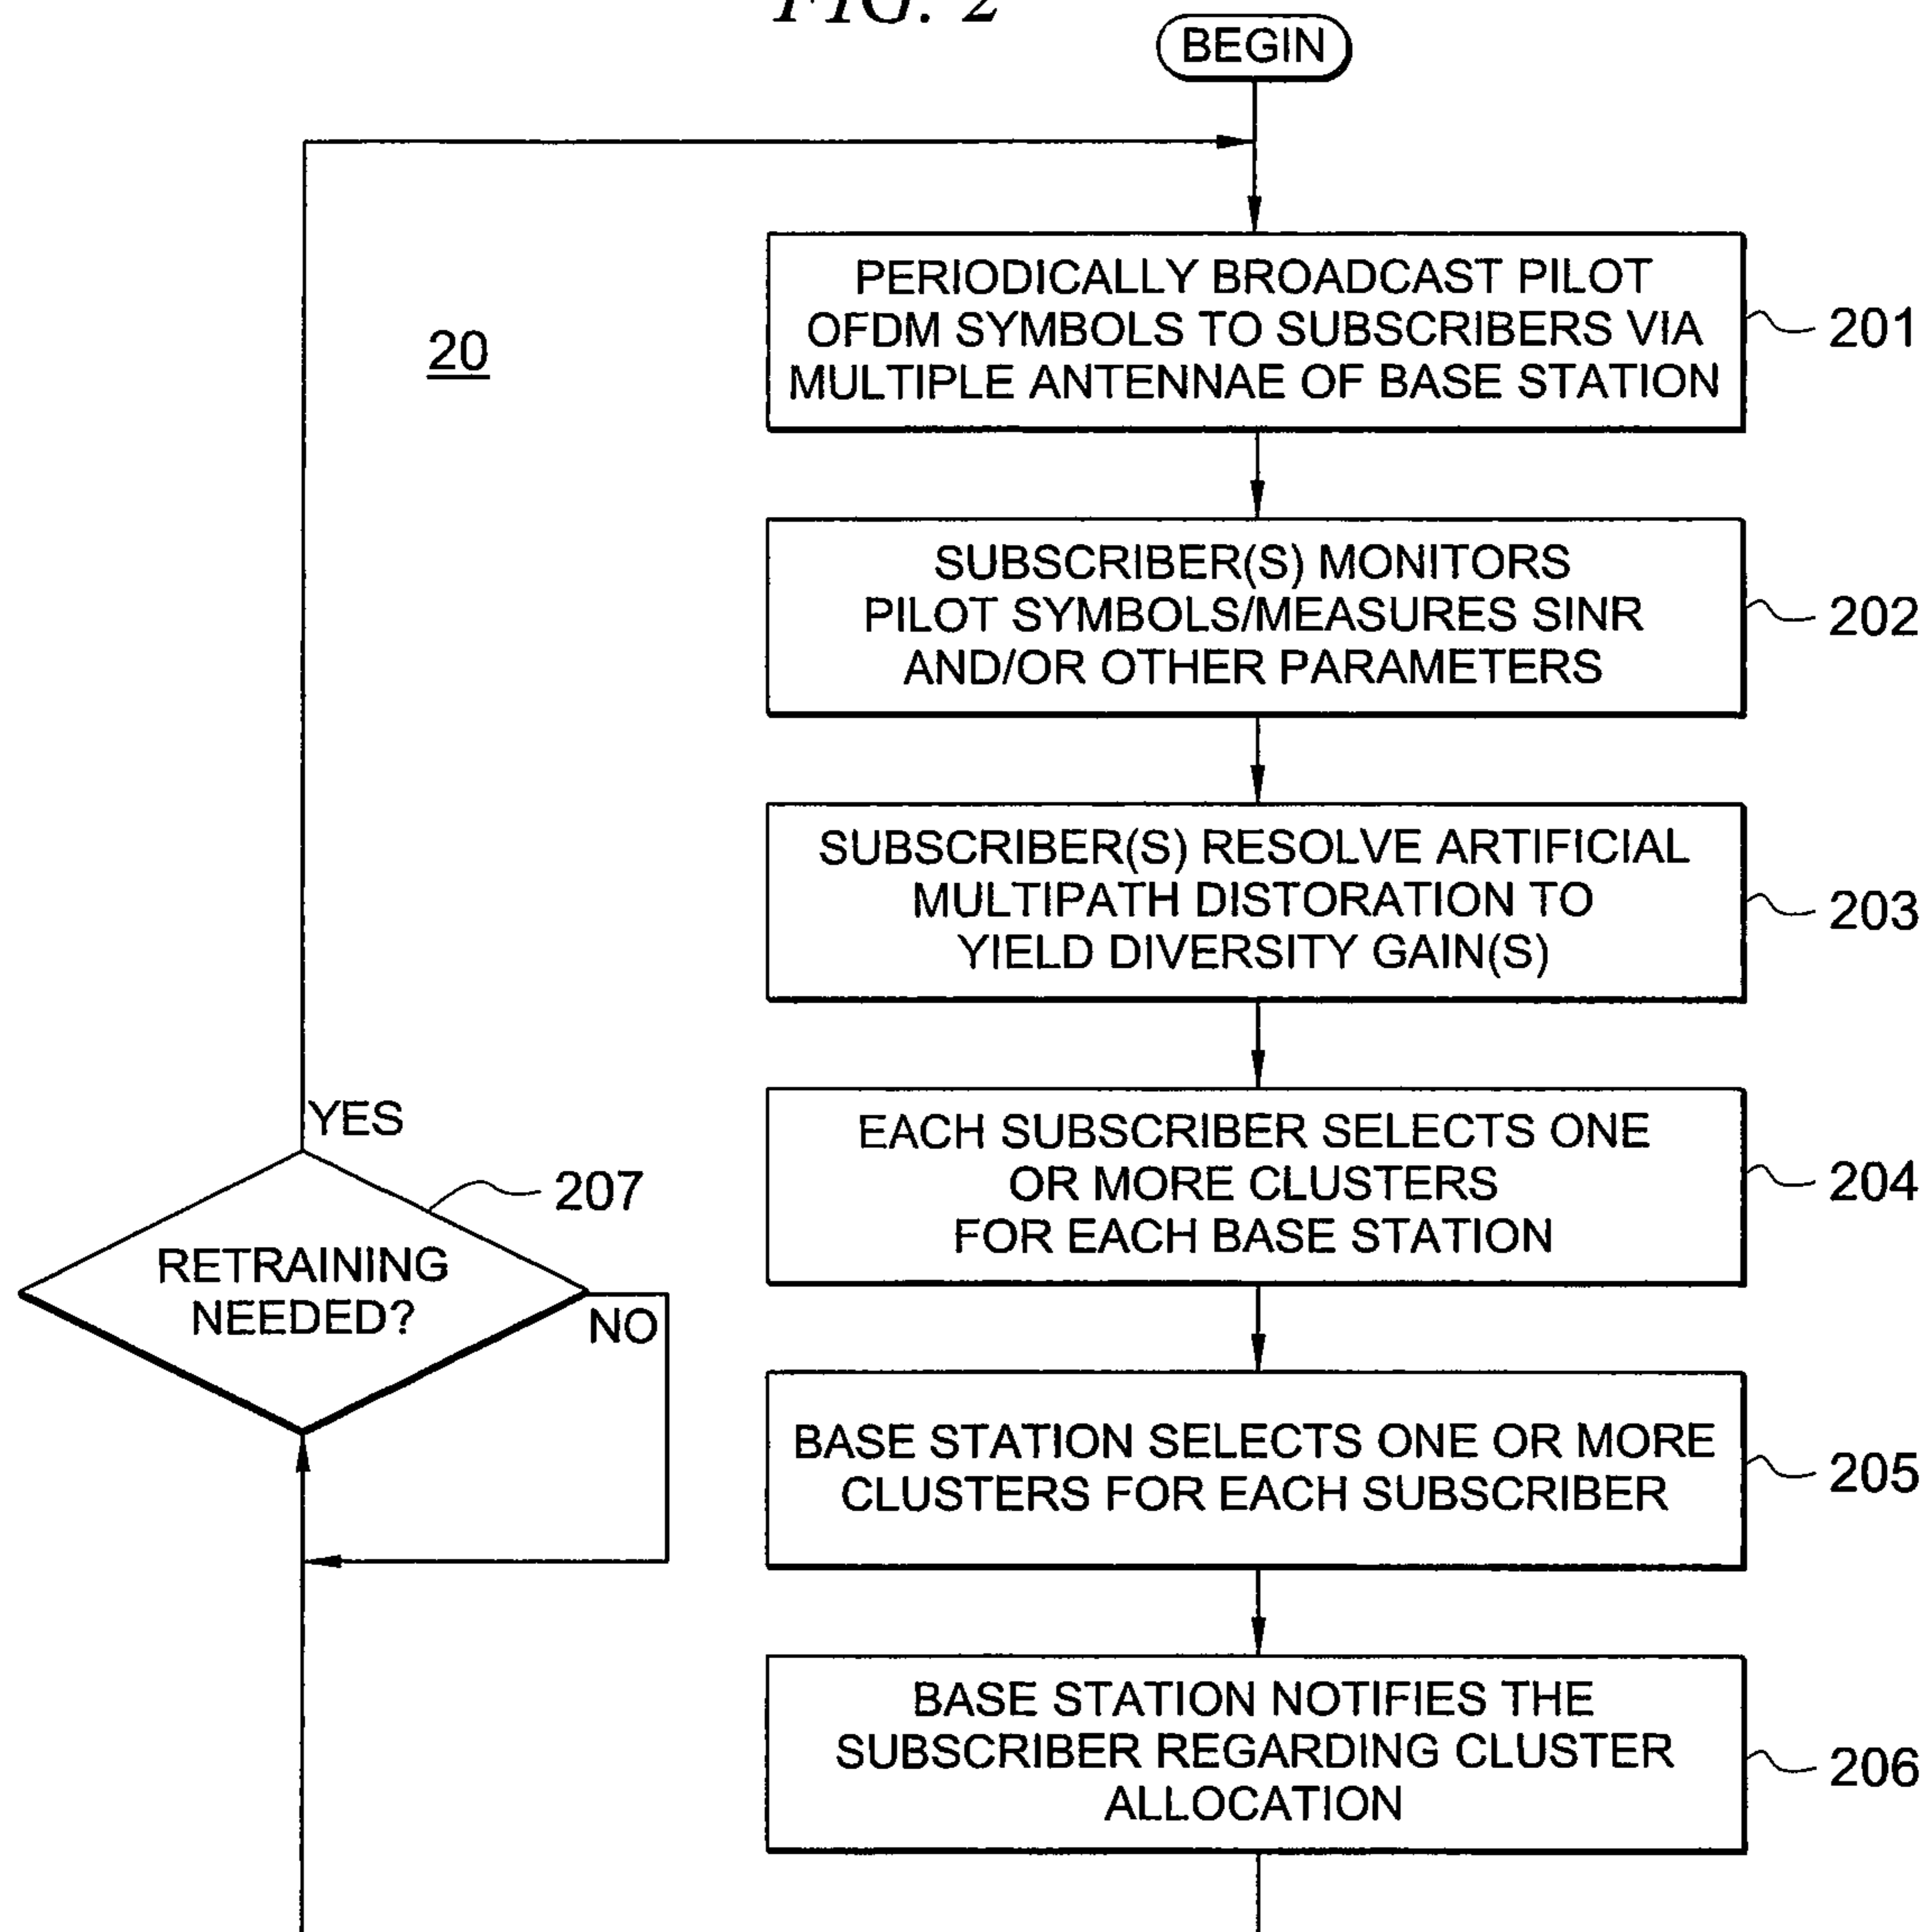 FIG. 2
BEGIN
20
PERIODICALLY BROADCAST PILOT
OFDM SYMBOLS TO SUBSCRIBERS VIA
MULTIPLE ANTENNAE OF BASE STATION
201
SUBSCRIBER(S) MONITORS
PILOT SYMBOLS/MEASURES SINR
AND/OR OTHER PARAMETERS
202
SUBSCRIBER(S) RESOLVE ARTIFICIAL
MULTIPATH DISTORATION TO
YIELD DIVERSITY GAIN(S)
203
EACH SUBSCRIBER SELECTS ONE
OR MORE CLUSTERS
FOR EACH BASE STATION
204
BASE STATION SELECTS ONE OR MORE
CLUSTERS FOR EACH SUBSCRIBER
205
BASE STATION NOTIFIES THE
SUBSCRIBER REGARDING CLUSTER
ALLOCATION
206
YES
207
RETRAINING
NEEDED?
NO